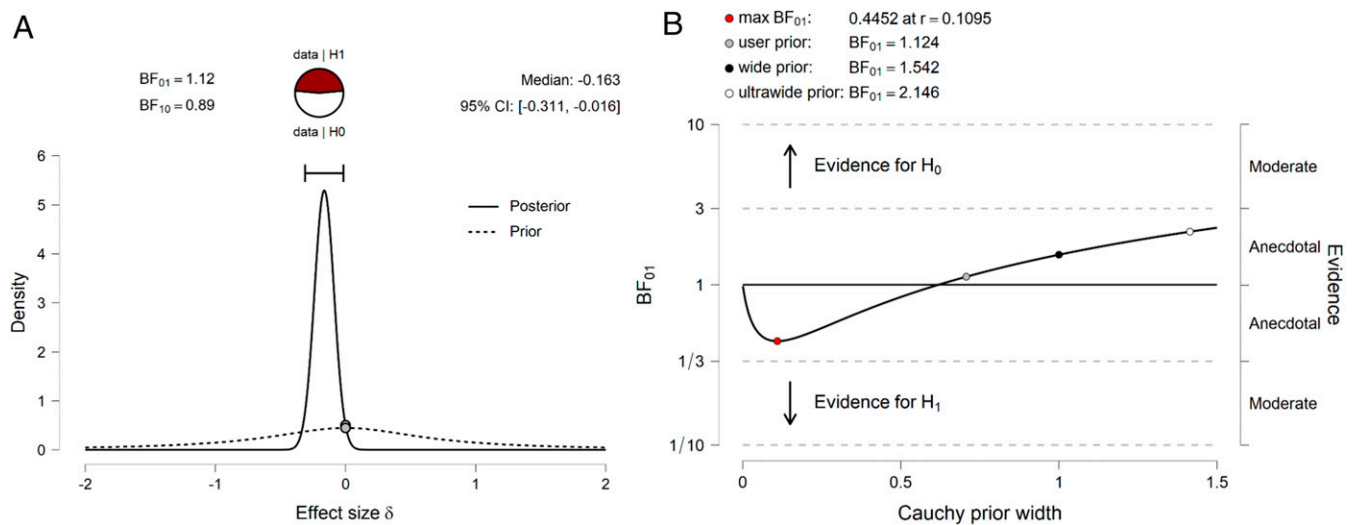 A
data | H1
BF₀₁ = 1.12
BF₁₀ = 0.89
Median: -0.163
95% CI: [-0.311, -0.016]
data | H0
6
5
4
3
2
1
0
Density
Posterior
Prior
-2
-1
0
1
2
Effect size δ
B
max BF₀₁: 0.4452 at r = 0.1095
user prior: BF₀₁ = 1.124
wide prior: BF₀₁ = 1.542
ultrawide prior: BF₀₁ = 2.146
10
3
1
1/3
1/10
BF₀₁
Evidence for H₀
Evidence for H₁
Moderate
Anecdotal
Anecdotal
Moderate
Evidence
0
0.5
1
1.5
Cauchy prior width